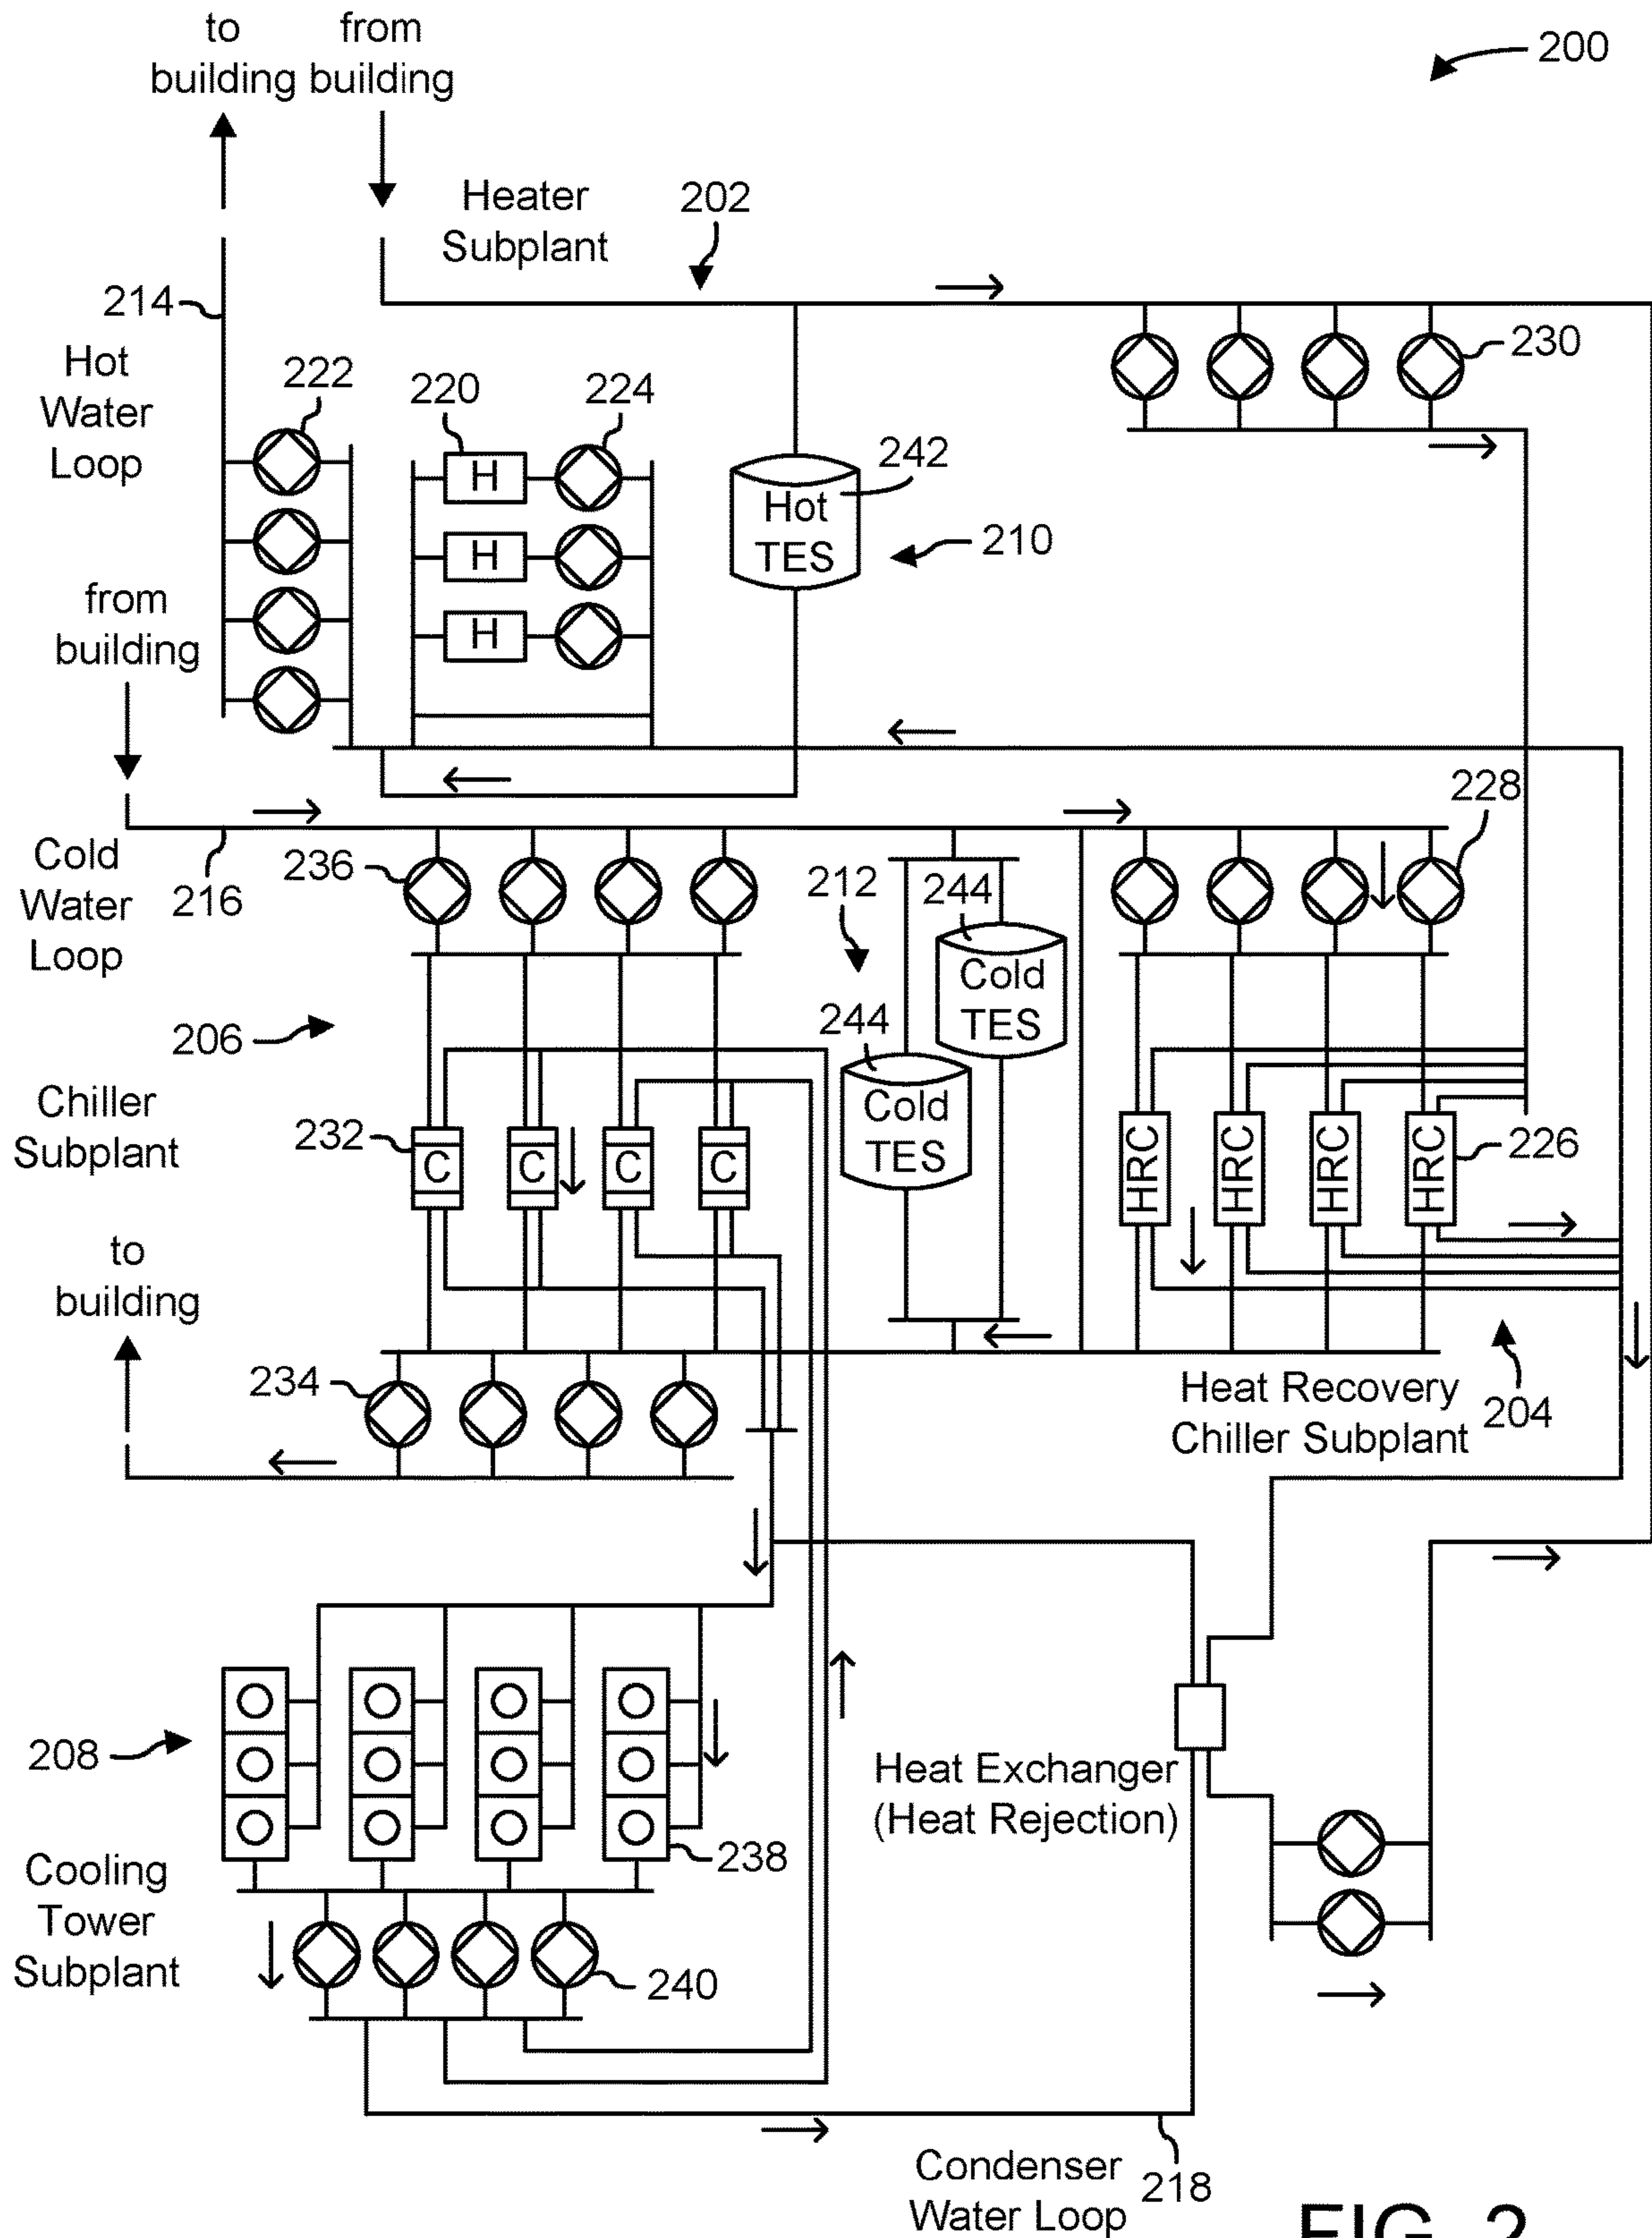 to
building
from
building
200
Heater
Subplant
202
214
Hot
Water
Loop
222
220
224
230
H
H
H
Hot
TES
242
210
from
building
228
Cold
Water
Loop
216
236
212
244
Cold
TES
244
Cold
TES
206
Chiller
Subplant
232
C
C
C
C
HRC
HRC
HRC
HRC
226
to
building
234
Heat Recovery
Chiller Subplant
204
208
Heat Exchanger
(Heat Rejection)
238
Cooling
Tower
Subplant
240
Condenser
Water Loop
218
FIG. 2